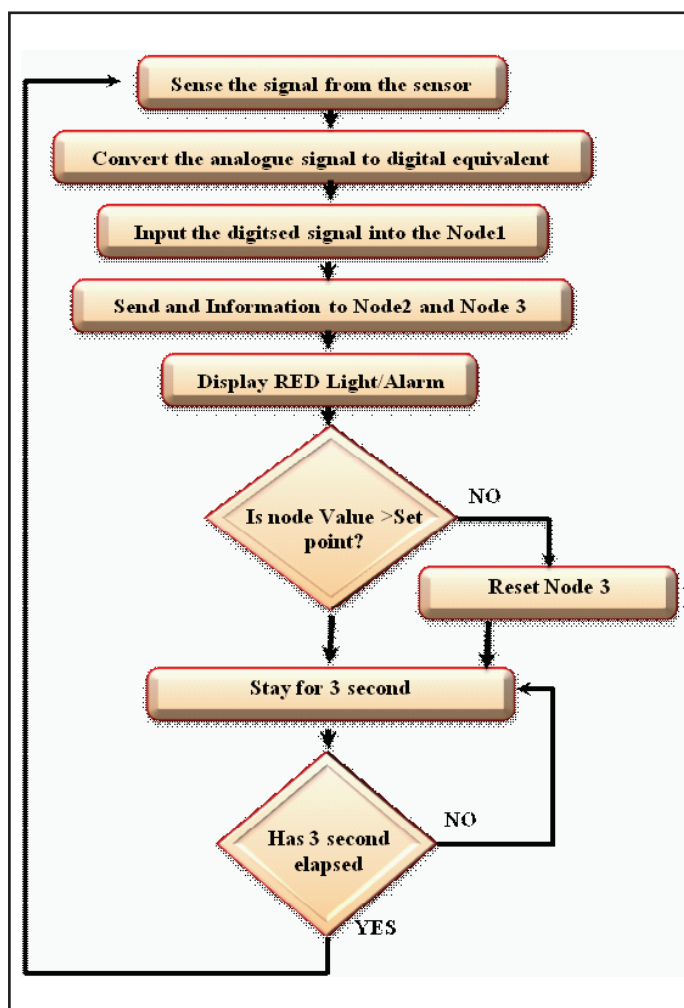 Sense the signal from the sensor
Convert the analogue signal to digital equivalent
Input the digitsed signal into the Node1
Send and Information to Node2 and Node 3
Display RED Light/Alarm
Is node Value >Set
point?
NO
Reset Node 3
Stay for 3 second
Has 3 second
elapsed
NO
YES